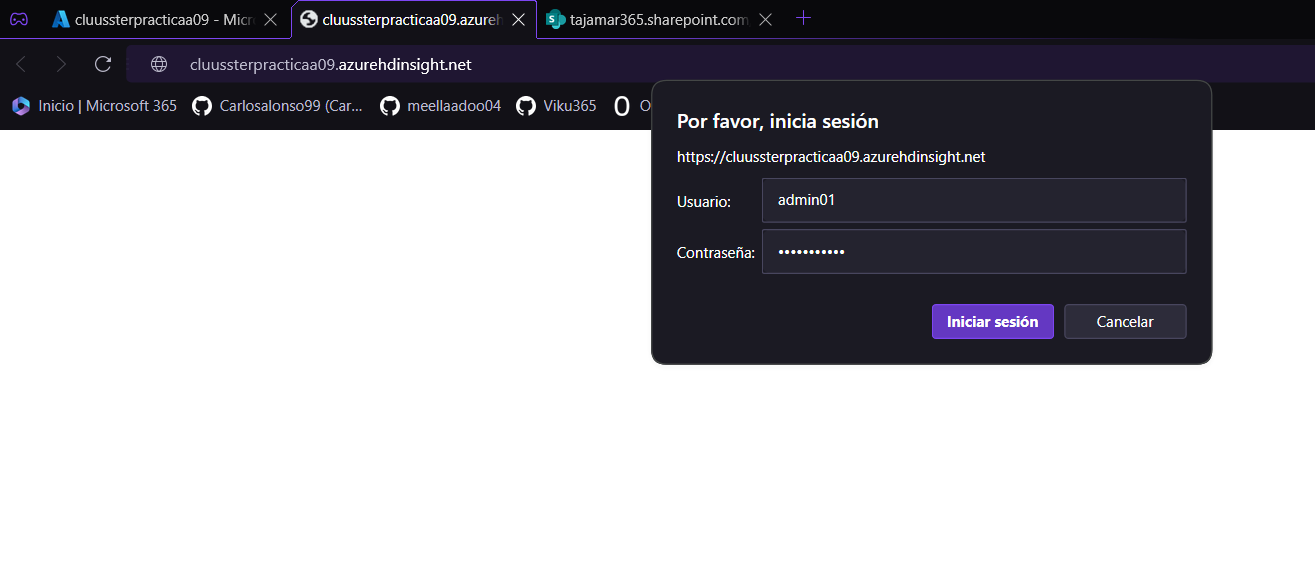 cluussterpracticaa09 - Micr
cluussterpracticaa09.azureh
tajamar365.sharepoint.com
cluussterpracticaa09.azurehdinsight.net
Inicio | Microsoft 365
Carlosalonso99 (Car...
meellaadoo04
Viku365
O
Por favor, inicia sesión
https://cluussterpracticaa09.azurehdinsight.net
Usuario:
admin01
Contraseña:
•••••••••••
Iniciar sesión
Cancelar